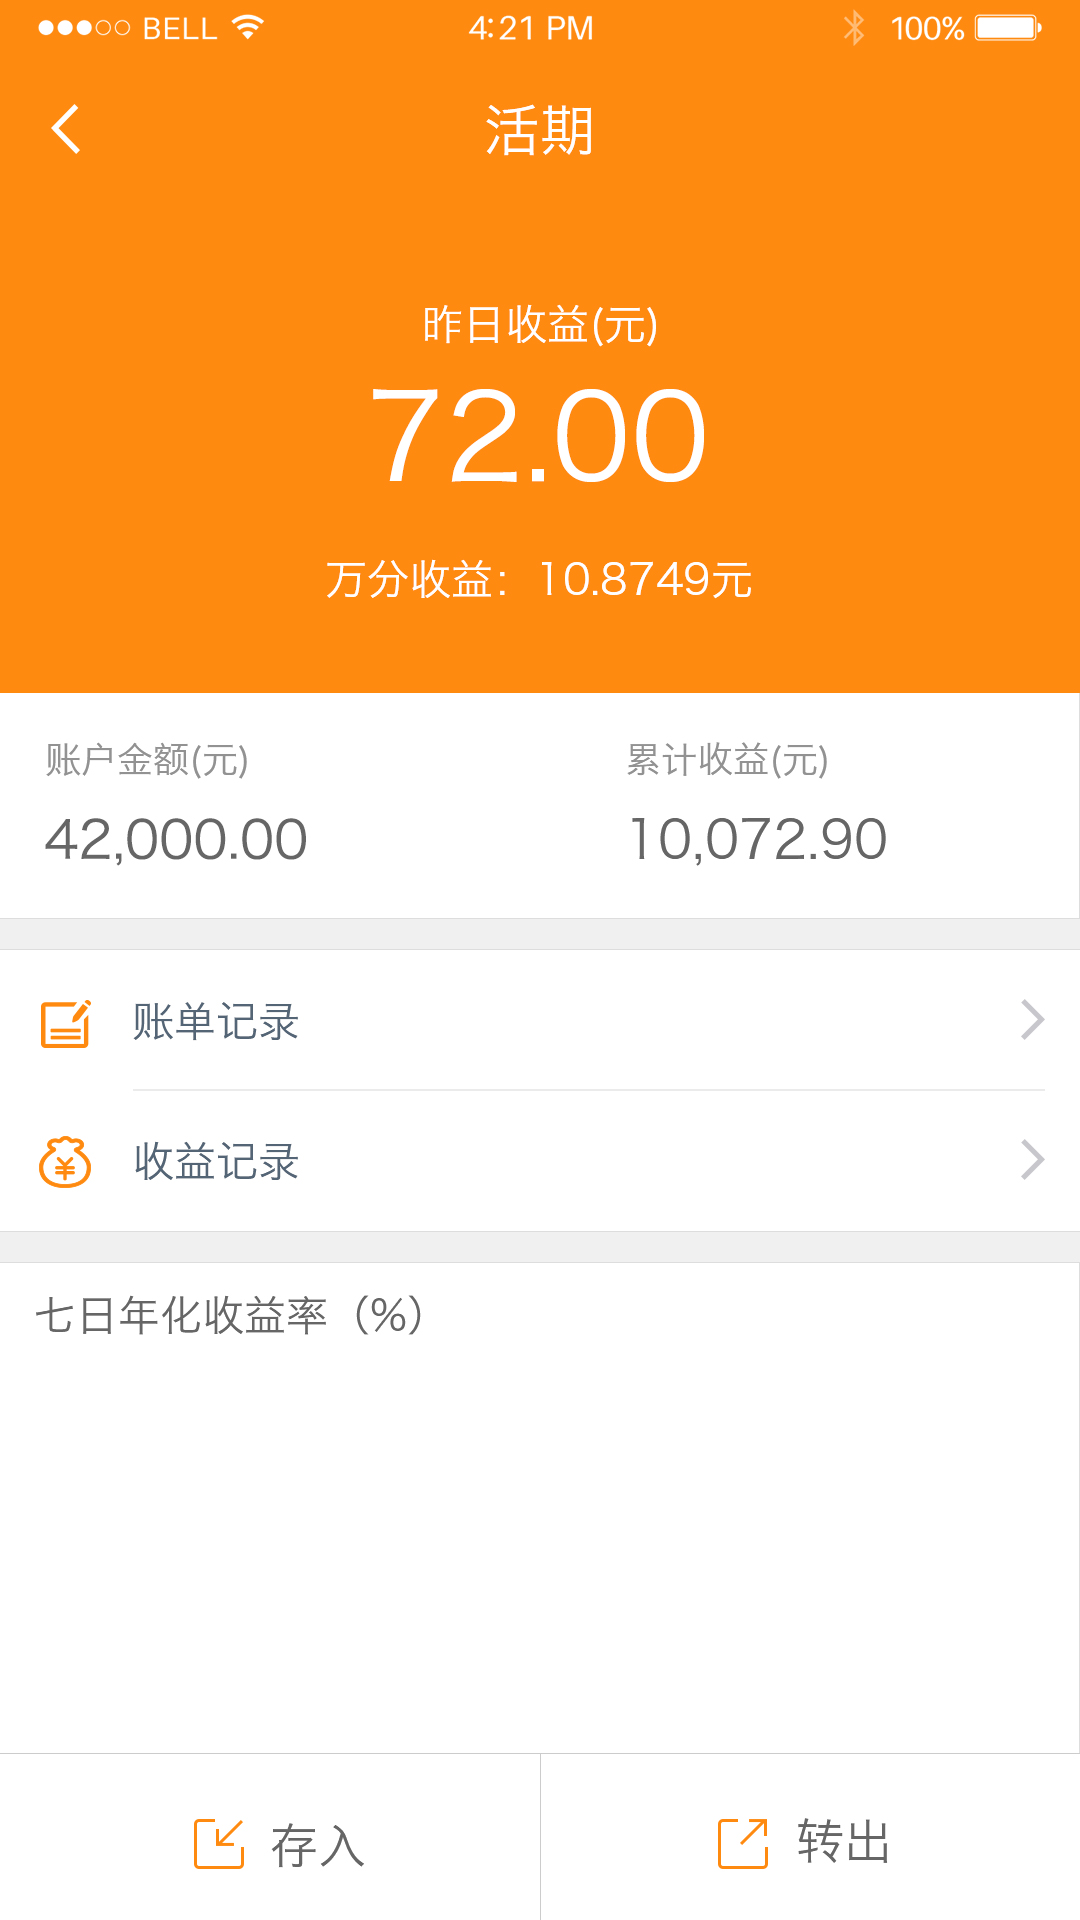 BELL 4:21 PM 100%
活期
昨日收益(元)
72.00
万分收益：10.8749元
账户金额(元) 累计收益(元)
42,000.00 10,072.90
账单记录
收益记录
七日年化收益率（%）
存入 转出